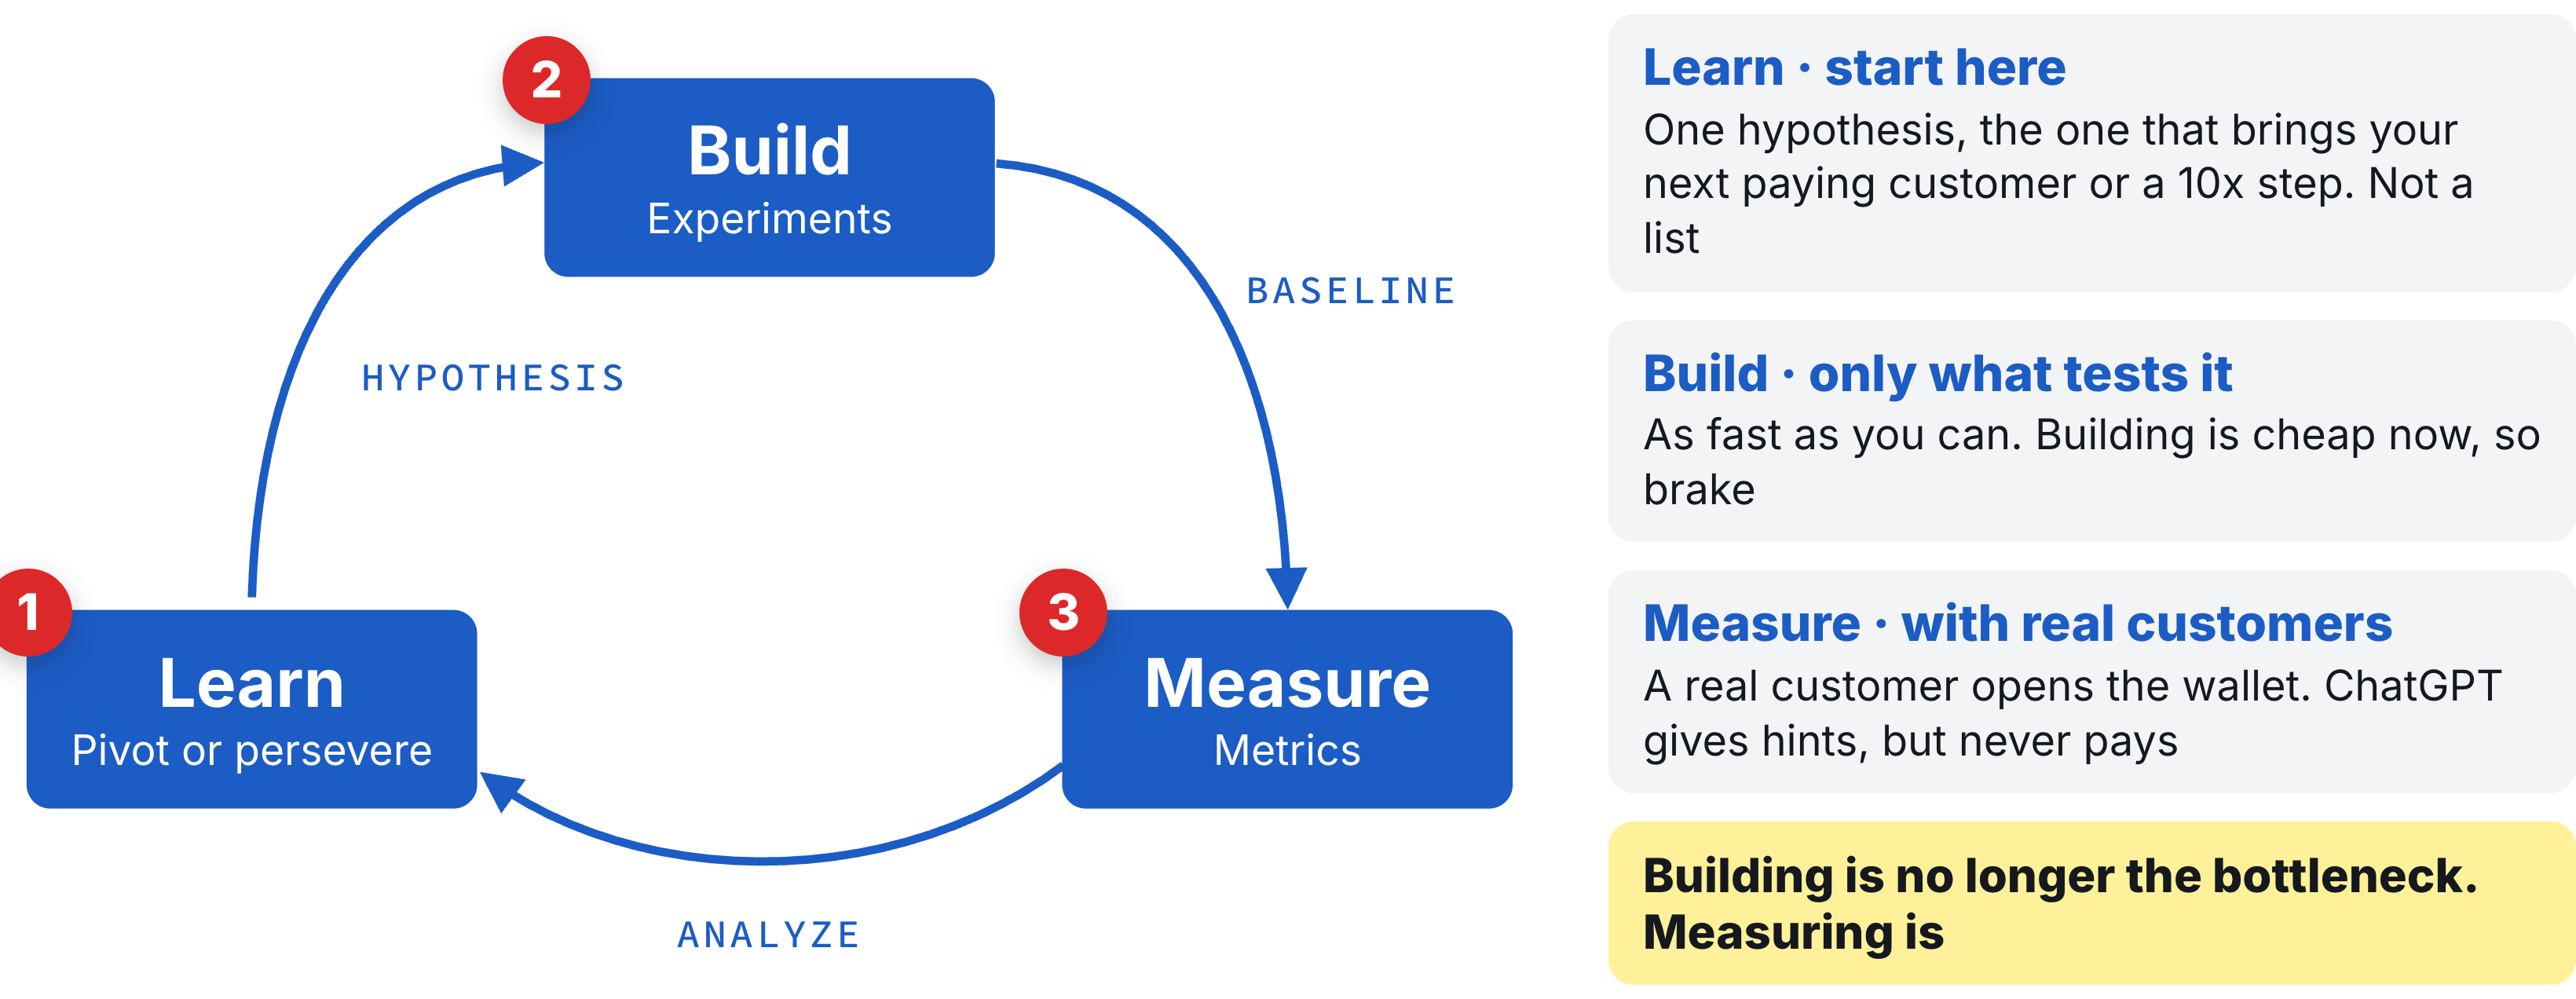 2
Build
Experiments
BASELINE
HYPOTHESIS
1
Learn
Pivot or persevere
3
Measure
Metrics
ANALYZE
Learn · start here
One hypothesis, the one that brings your
next paying customer or a 10x step. Not a
list
Build · only what tests it
As fast as you can. Building is cheap now, so
brake
Measure · with real customers
A real customer opens the wallet. ChatGPT
gives hints, but never pays
Building is no longer the bottleneck.
Measuring is